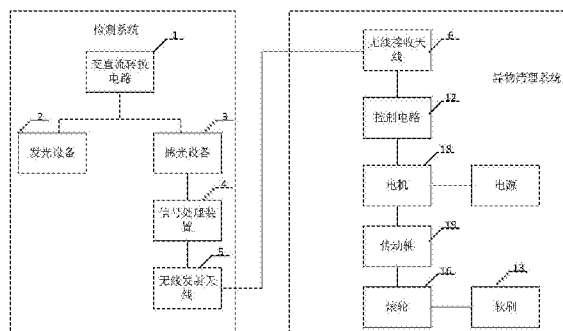 检测系统
1
交直流转换
电路
2
3
发光设备
感光设备
4
信号处理装
置
5
无线发射天
线
无线接收天
线
6
异物清理系统
控制电路
17
电机
18
电源
传动轴
19
滚轮
16
软刷
13